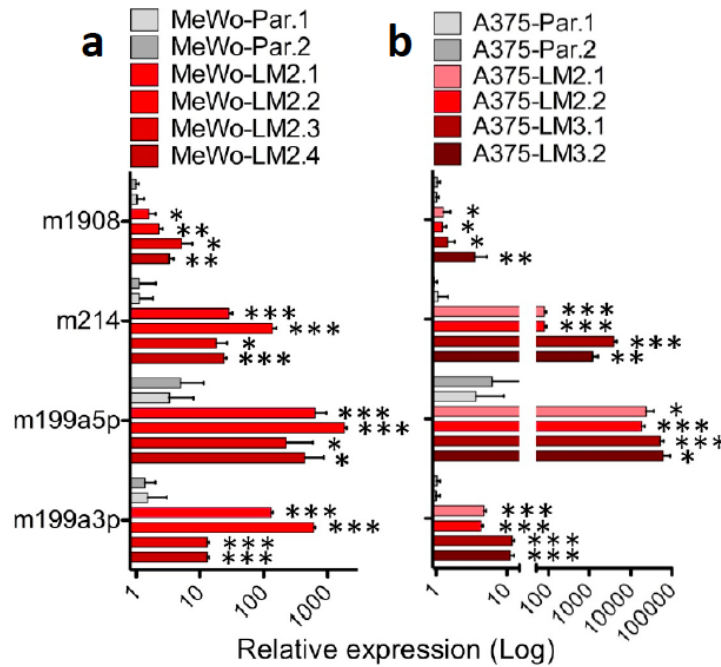 a
MeWo-Par.1
MeWo-Par.2
MeWo-LM2.1
MeWo-LM2.2
MeWo-LM2.3
MeWo-LM2.4
b
A375-Par.1
A375-Par.2
A375-LM2.1
A375-LM2.2
A375-LM3.1
A375-LM3.2
m1908
*
**
*
**
*
*
*
**
m214
***
***
*
***
***
***
***
**
m199a5p
***
***
*
*
*
***
***
*
m199a3p
***
***
***
***
***
***
***
***
1 10 100 1000
1 10 100 1000 10000 100000
Relative expression (Log)